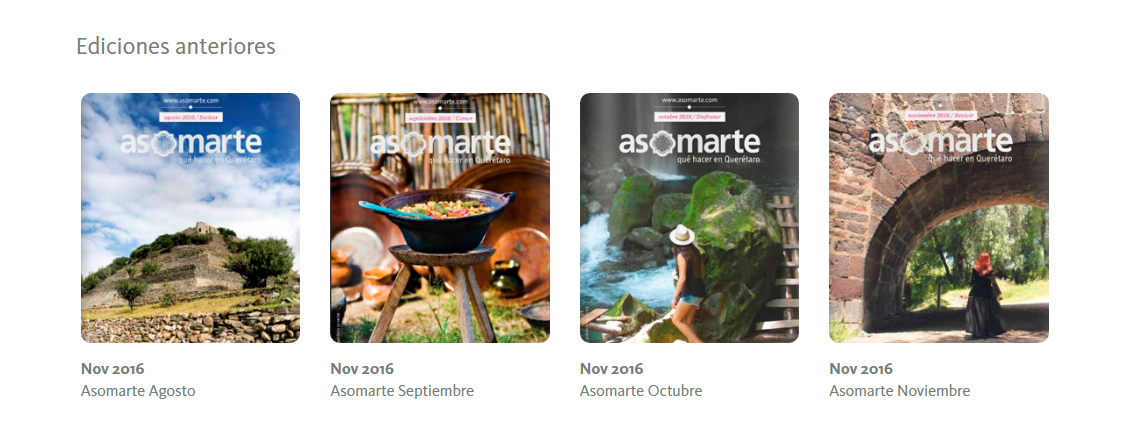 Ediciones anteriores
www.asomarte.com
agosto 2016 / Invitar
asomarte
qué hacer en Querétaro
Nov 2016
Asomarte Agosto
www.asomarte.com
septiembre 2016 / Comer
asomarte
qué hacer en Querétaro
Nov 2016
Asomarte Septiembre
www.asomarte.com
octubre 2016 / Disfrutar
asomarte
qué hacer en Querétaro
Nov 2016
Asomarte Octubre
www.asomarte.com
noviembre 2016 / Revivir
asomarte
qué hacer en Querétaro
Nov 2016
Asomarte Noviembre